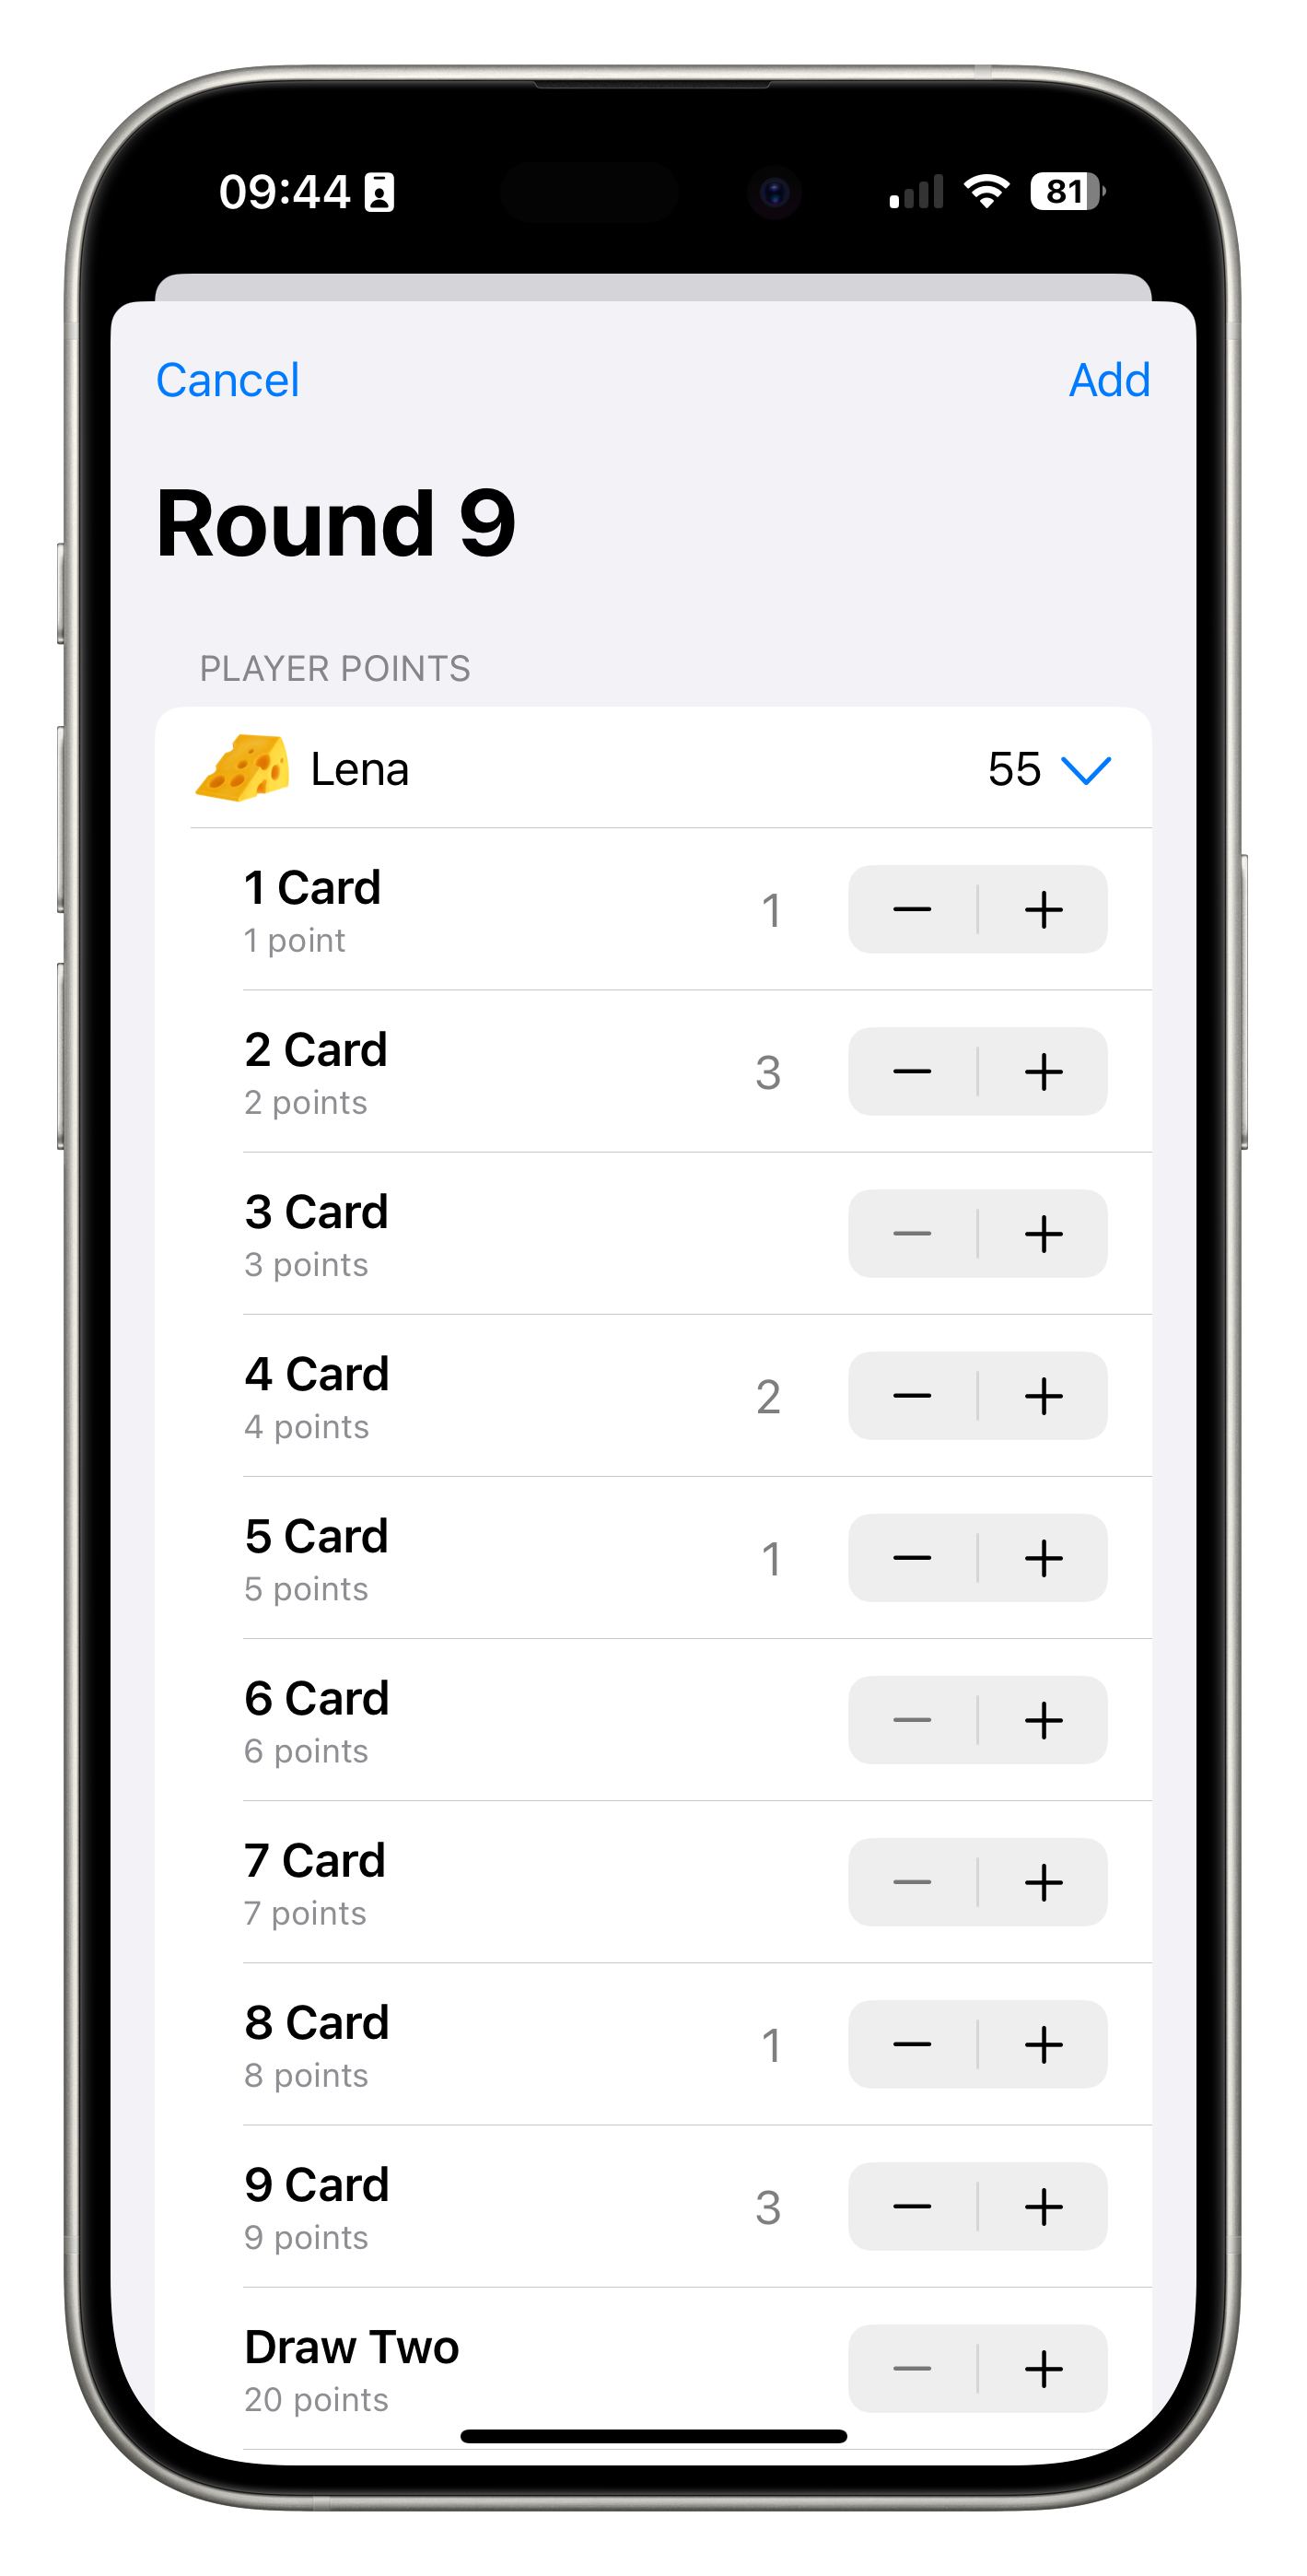 09:44 81
Cancel Add
Round 9
PLAYER POINTS
Lena 55
1 Card
1 point
1
2 Card
2 points
3
3 Card
3 points
4 Card
4 points
2
5 Card
5 points
1
6 Card
6 points
7 Card
7 points
8 Card
8 points
1
9 Card
9 points
3
Draw Two
20 points